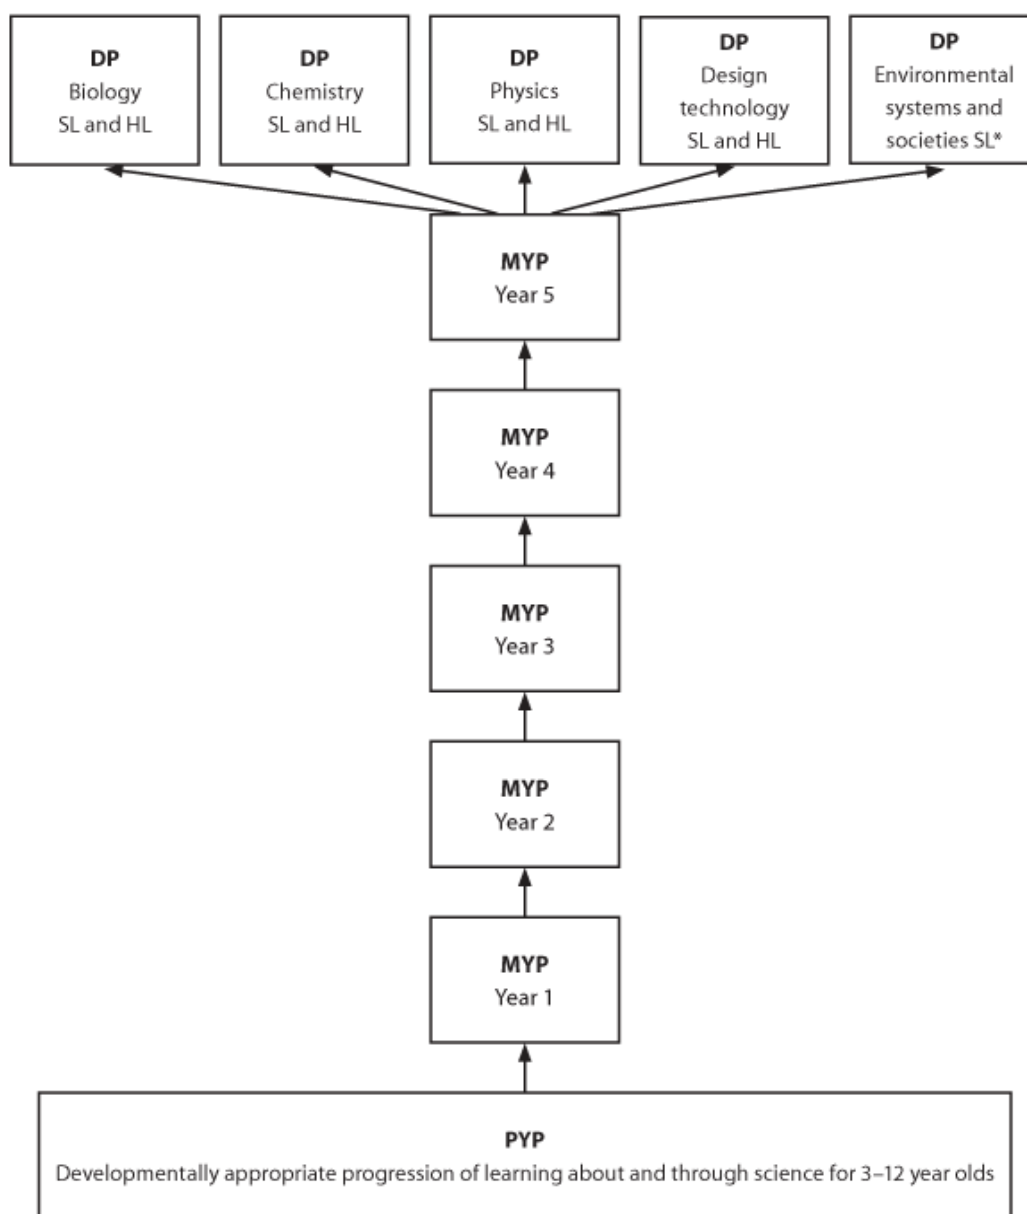 DP
Biology
SL and HL
DP
Chemistry
SL and HL
DP
Physics
SL and HL
DP
Design
technology
SL and HL
DP
Environmental
systems and
societies SL*
MYP
Year 5
MYP
Year 4
MYP
Year 3
MYP
Year 2
MYP
Year 1
PYP
Developmentally appropriate progression of learning about and through science for 3–12 year olds